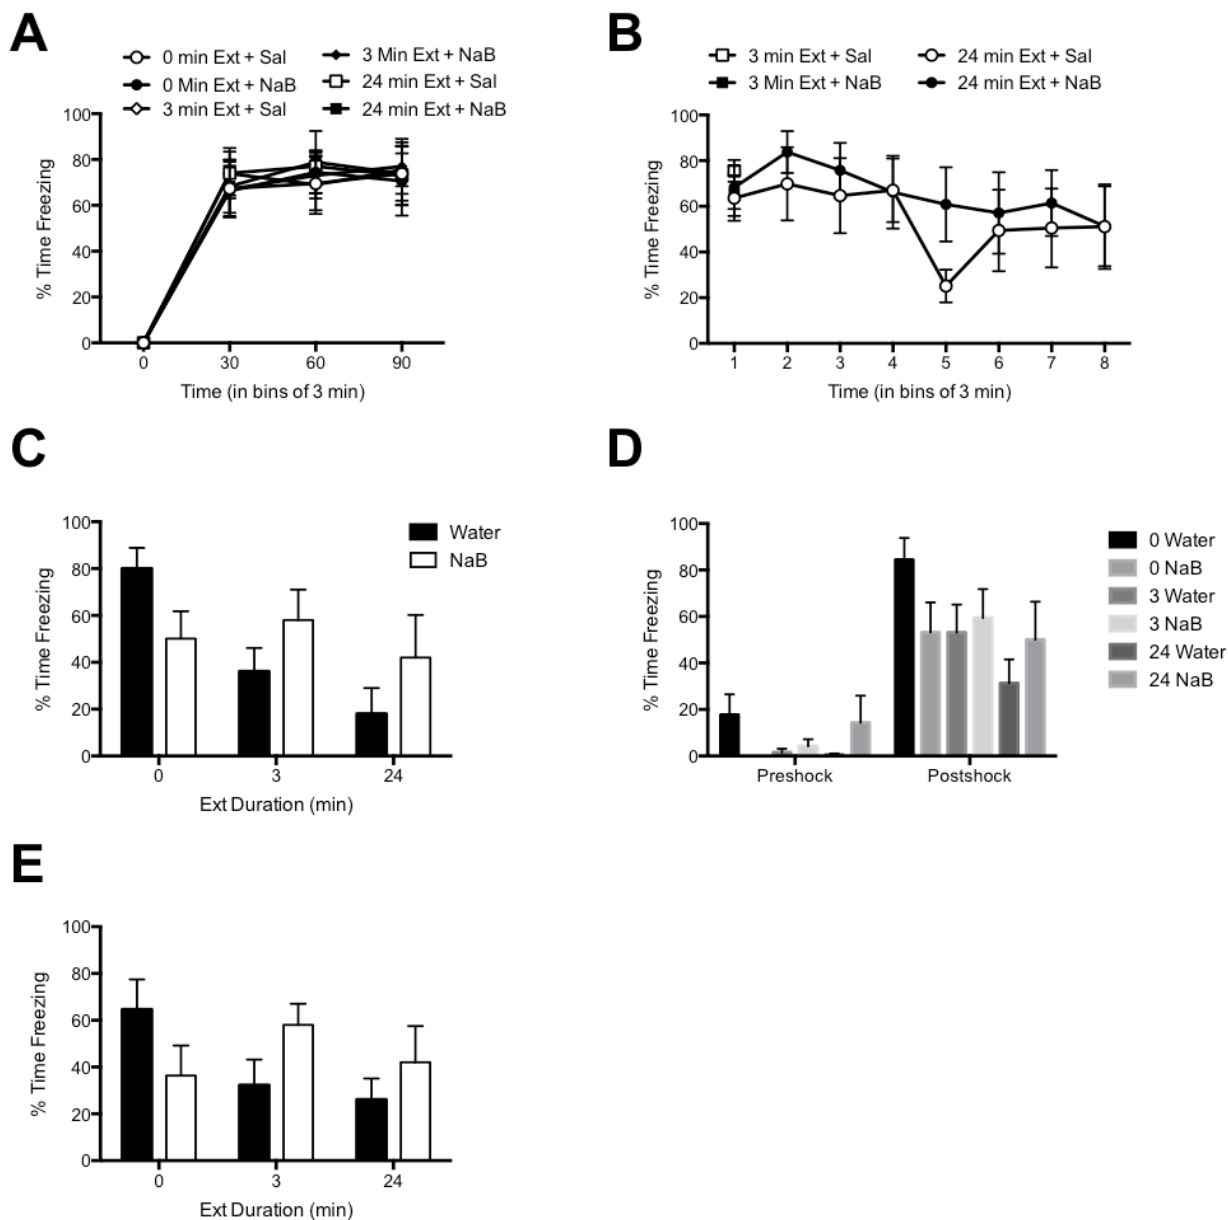 A
0 min Ext + Sal
0 Min Ext + NaB
3 min Ext + Sal
3 Min Ext + NaB
24 min Ext + Sal
24 min Ext + NaB
100
80
60
40
20
0
% Time Freezing
0 30 60 90
Time (in bins of 3 min)
B
3 min Ext + Sal
3 Min Ext + NaB
24 min Ext + Sal
24 min Ext + NaB
100
80
60
40
20
0
% Time Freezing
1 2 3 4 5 6 7 8
Time (in bins of 3 min)
C
Water
NaB
100
80
60
40
20
0
% Time Freezing
0 3 24
Ext Duration (min)
D
100
80
60
40
20
0
% Time Freezing
Preshock Postshock
0 Water
0 NaB
3 Water
3 NaB
24 Water
24 NaB
E
100
80
60
40
20
0
% Time Freezing
0 3 24
Ext Duration (min)